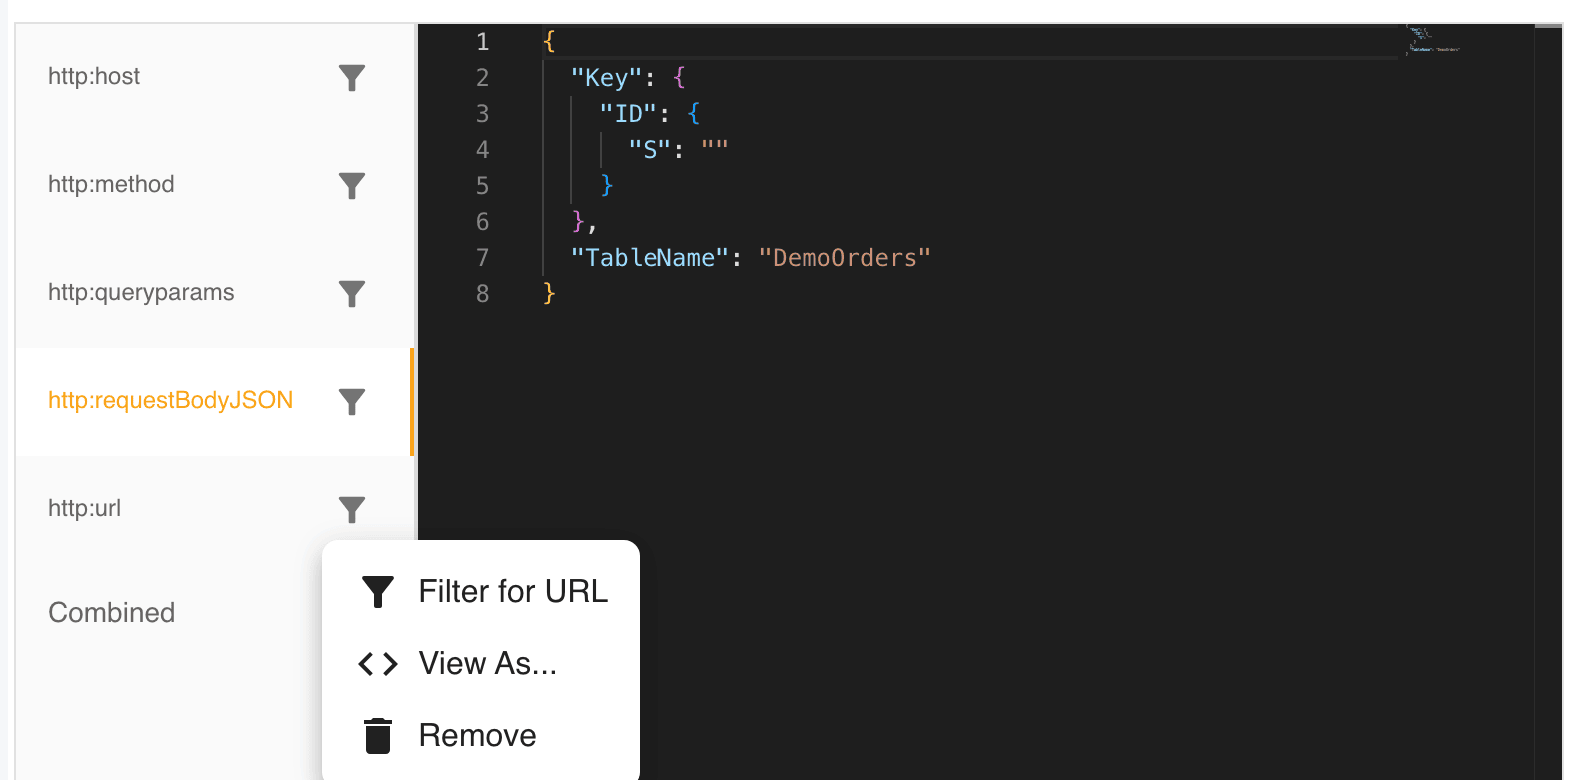 http:host
http:method
http:queryparams
http:requestBodyJSON
http:url
Combined
Filter for URL
View As...
Remove
1 {
2 "Key": {
3 "ID": {
4 "S": ""
5 }
6 },
7 "TableName": "DemoOrders"
8 }